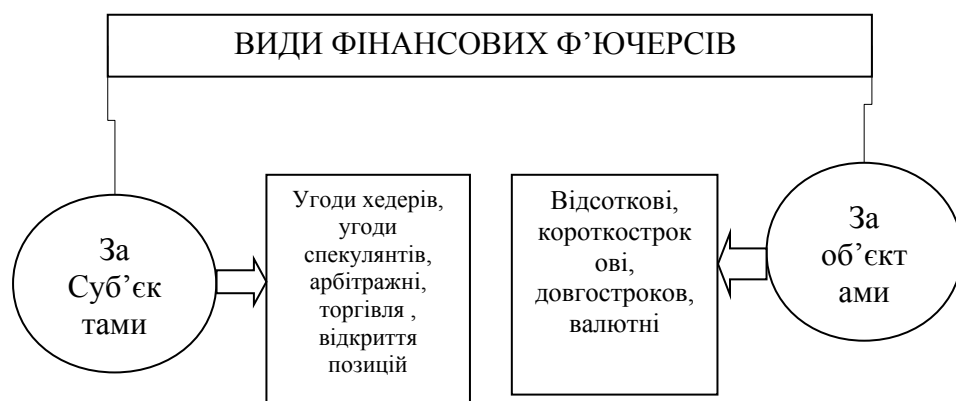 ВИДИ ФІНАНСОВИХ Ф’ЮЧЕРСІВ
За
Суб’єк
тами
Угоди хедерів,
угоди
спекулянтів,
арбітражні,
торгівля ,
відкриття
позицій
Відсоткові,
короткострок
ові,
довгостроков,
валютні
За
об’єкт
ами